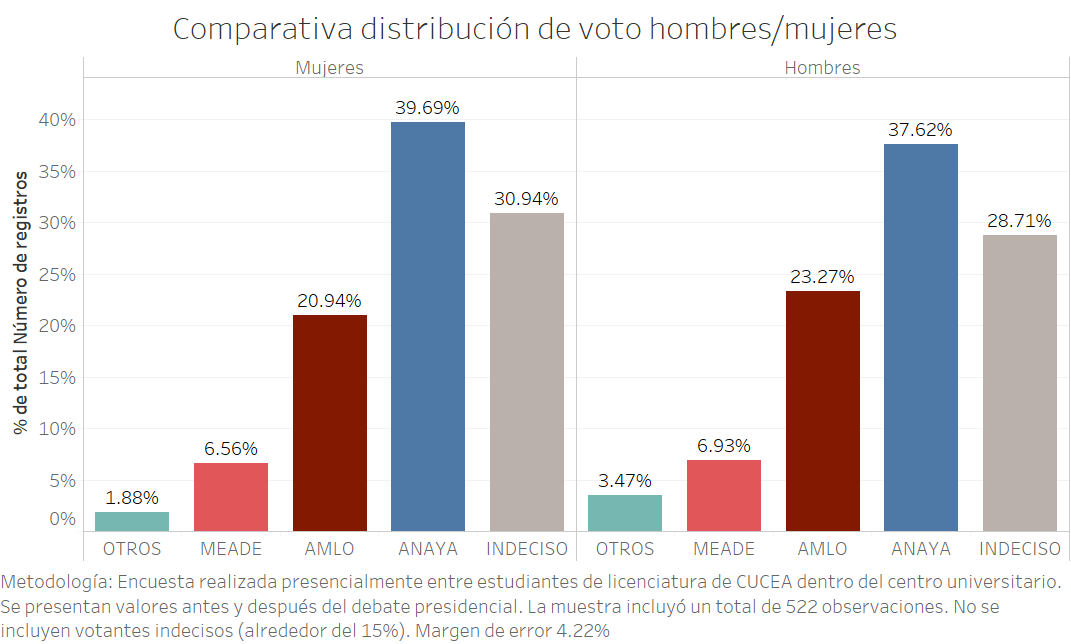 Comparativa distribución de voto hombres/mujeres
Mujeres Hombres
% de total Número de registros
40%
35%
30%
25%
20%
15%
10%
5%
0%
1.88% 6.56% 20.94% 39.69% 30.94%
3.47% 6.93% 23.27% 37.62% 28.71%
OTROS MEADE AMLO ANAYA INDECISO OTROS MEADE AMLO ANAYA INDECISO
Metodología: Encuesta realizada presencialmente entre estudiantes de licenciatura de CUCEA dentro del centro universitario.
Se presentan valores antes y después del debate presidencial. La muestra incluyó un total de 522 observaciones. No se
incluyen votantes indecisos (alrededor del 15%). Margen de error 4.22%